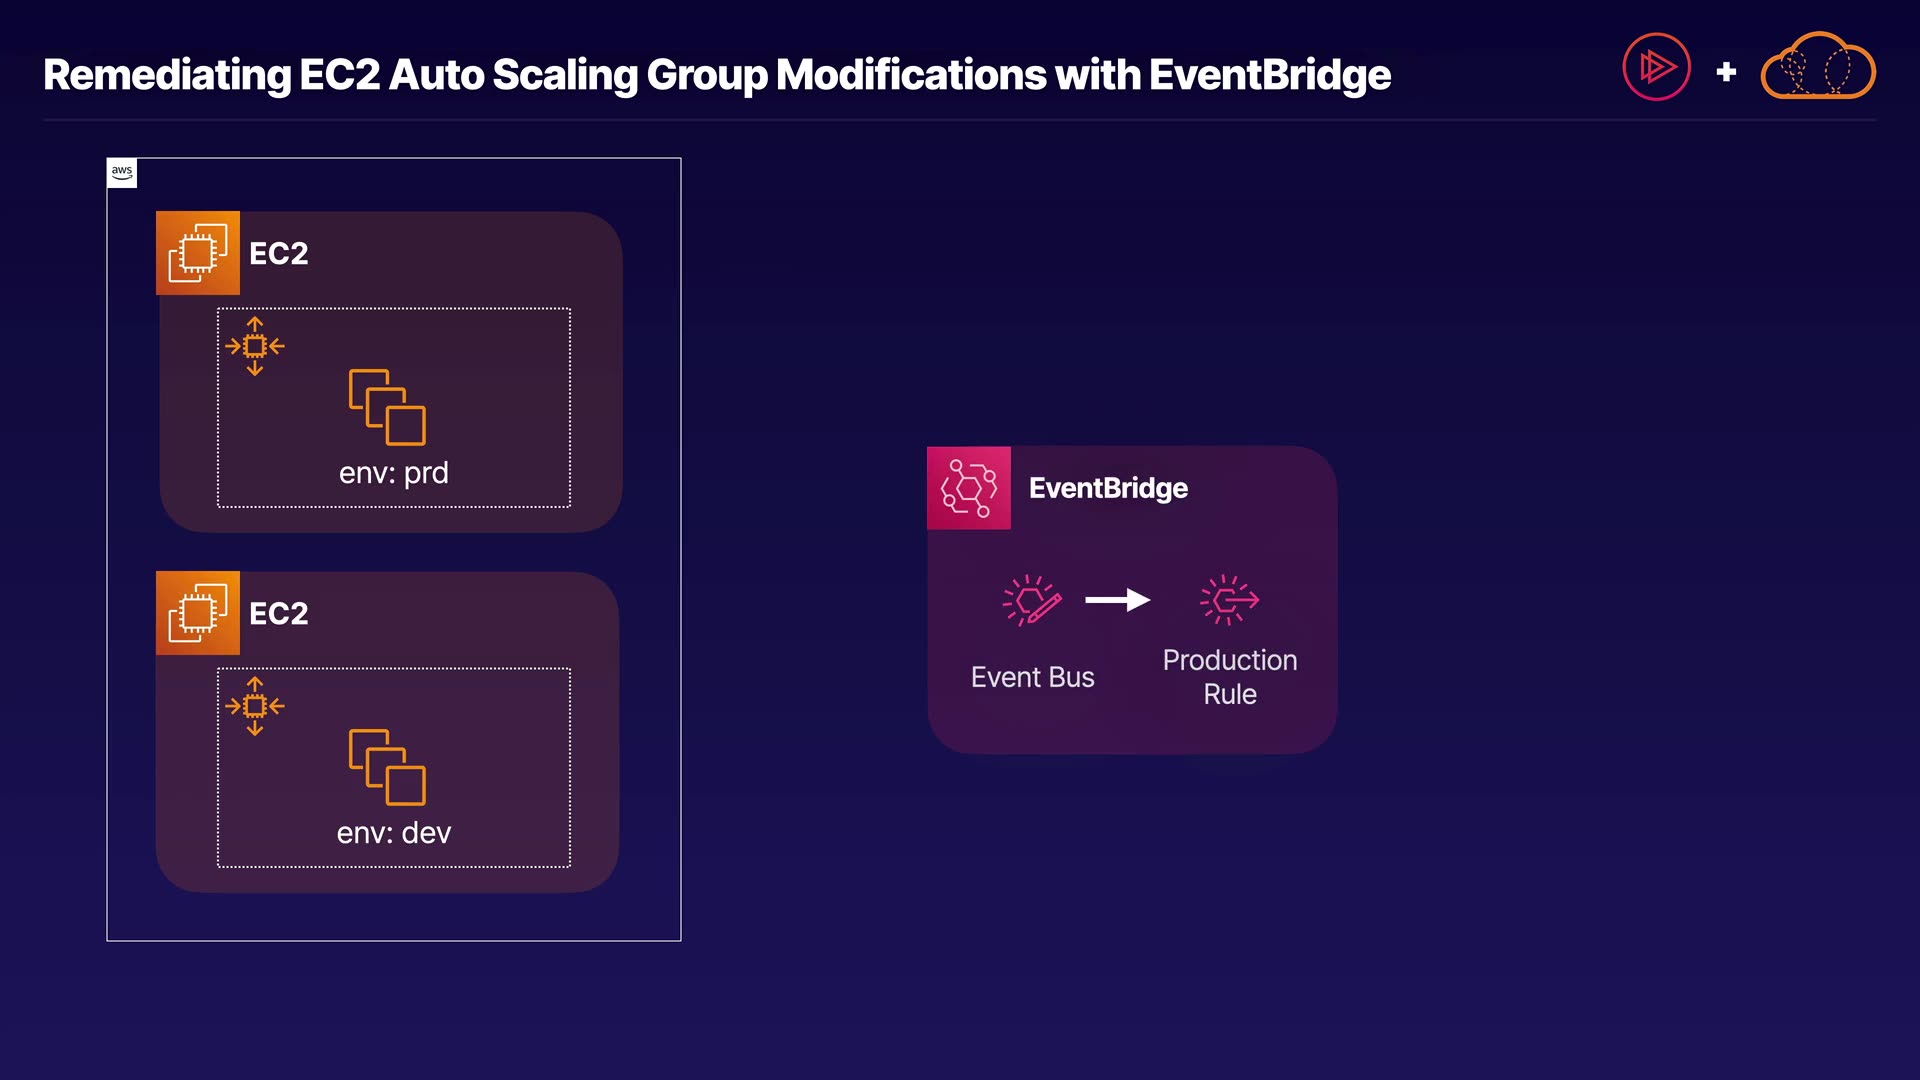 Remediating EC2 Auto Scaling Group Modifications with EventBridge
aws
EC2
env: prd
EC2
env: dev
EventBridge
Event Bus
Production
Rule